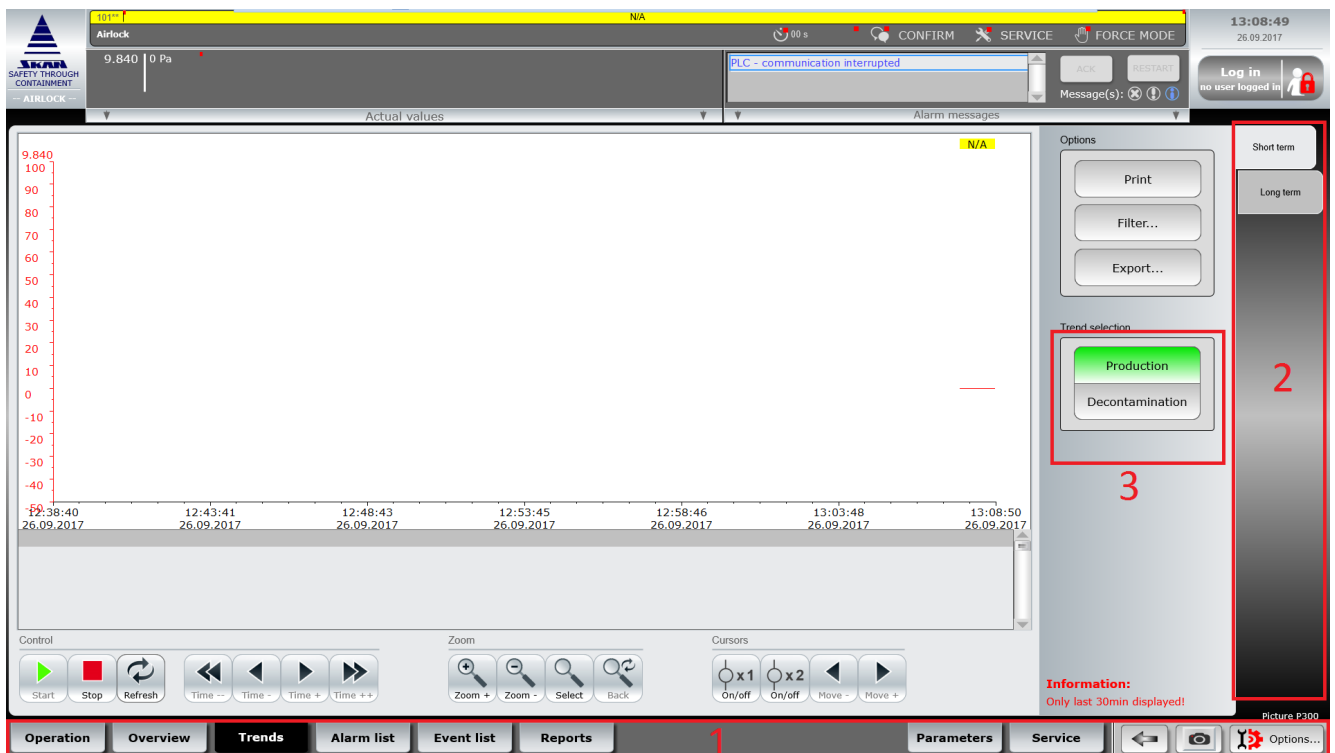 101**
N/A
13:08:49
26.09.2017
Airlock
00 s
CONFIRM
SERVICE
FORCE MODE
SKAN
SAFETY THROUGH
CONTAINMENT
-- AIRLOCK --
9.840
0 Pa
PLC - communication interrupted
ACK
RESTART
Message(s):
Log in
no user logged in
Actual values
Alarm messages
N/A
9.840
100
90
80
70
60
50
40
30
20
10
0
-10
-20
-30
-40
-50
12:38:40
26.09.2017
12:43:41
26.09.2017
12:48:43
26.09.2017
12:53:45
26.09.2017
12:58:46
26.09.2017
13:03:48
26.09.2017
13:08:50
26.09.2017
Options
Print
Filter...
Export...
Trend selection
Production
Decontamination
3
Short term
Long term
2
Control
Start
Stop
Refresh
Time --
Time -
Time +
Time ++
Zoom
Zoom +
Zoom -
Select
Back
Cursors
x1
On/off
x2
On/off
Move -
Move +
Information:
Only last 30min displayed!
Picture P300
Operation
Overview
Trends
Alarm list
Event list
Reports
1
Parameters
Service
Options...